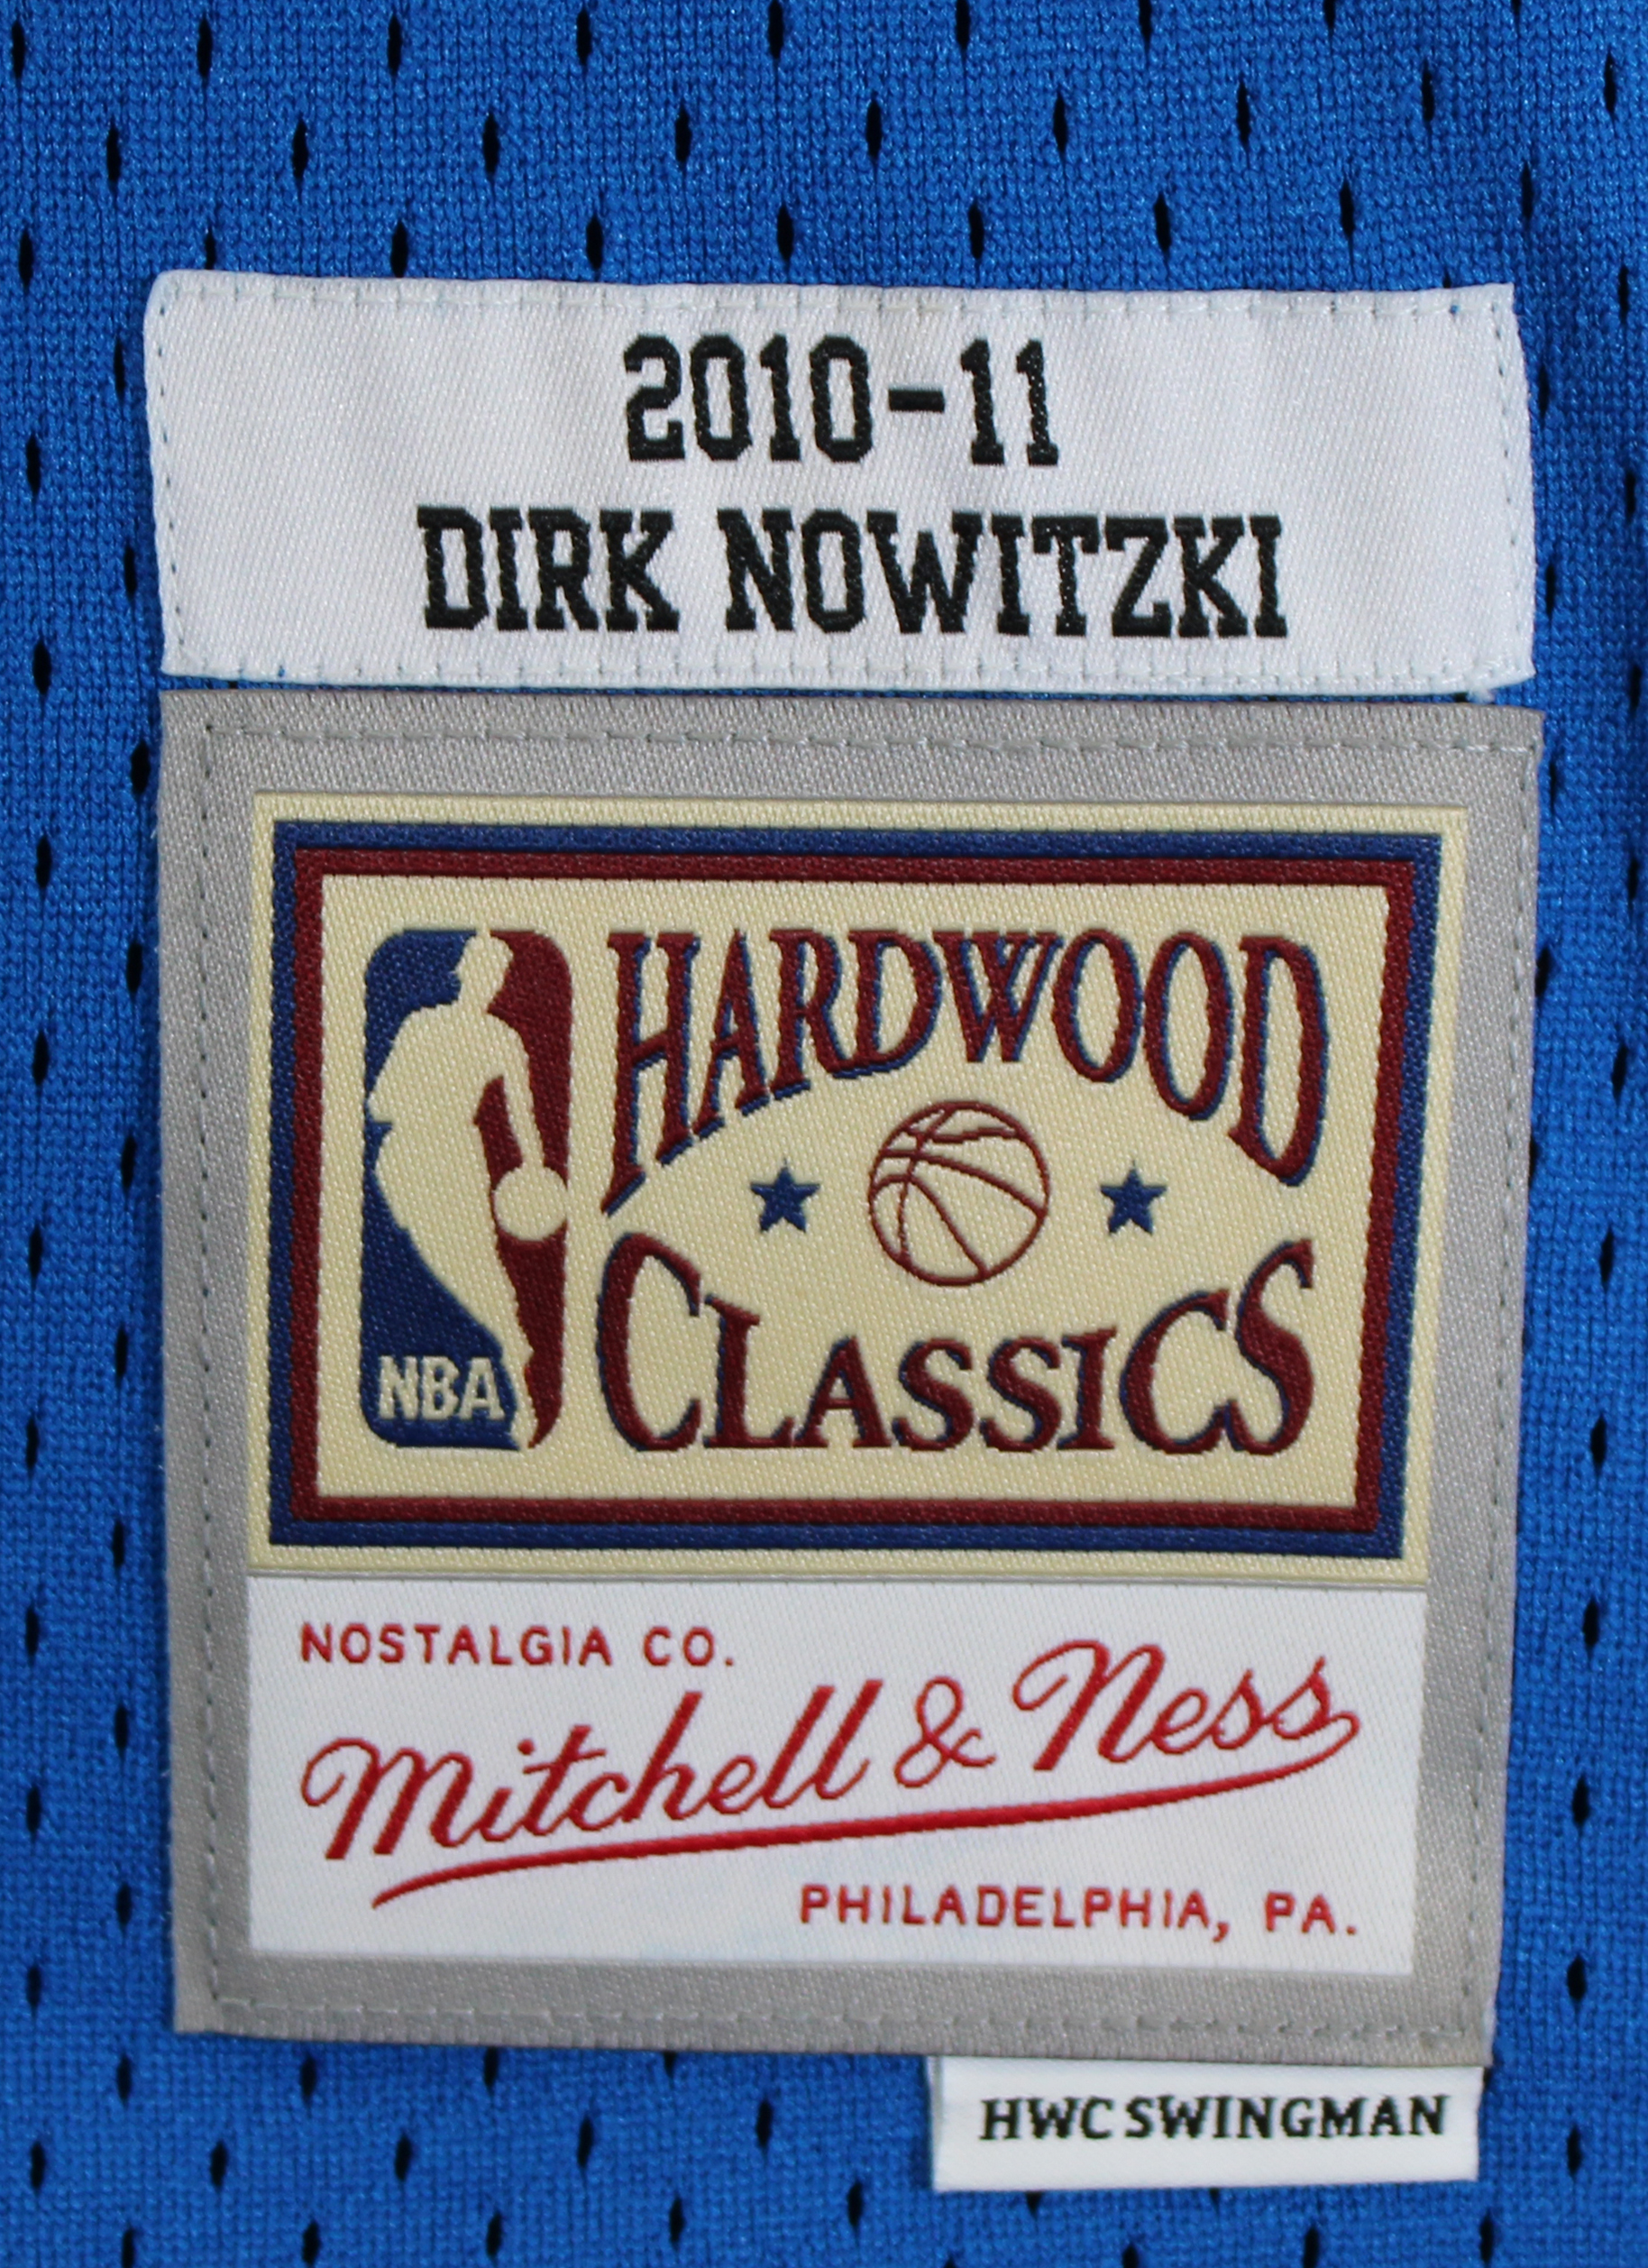 2010-11
DIRK NOWITZKI
HARDWOOD
CLASSICS
NBA
NOSTALGIA CO.
Mitchell & Ness
PHILADELPHIA, PA.
HWC SWINGMAN